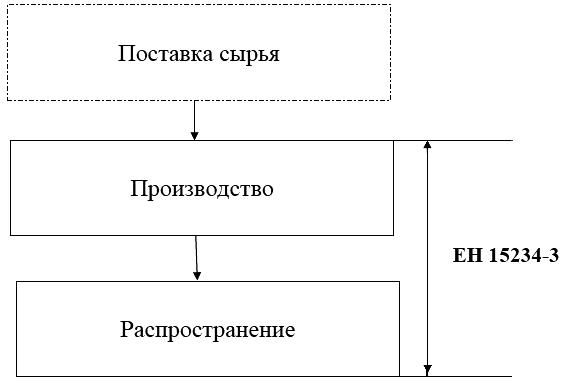 Поставка сырья
Производство
ЕН 15234-3
Распространение